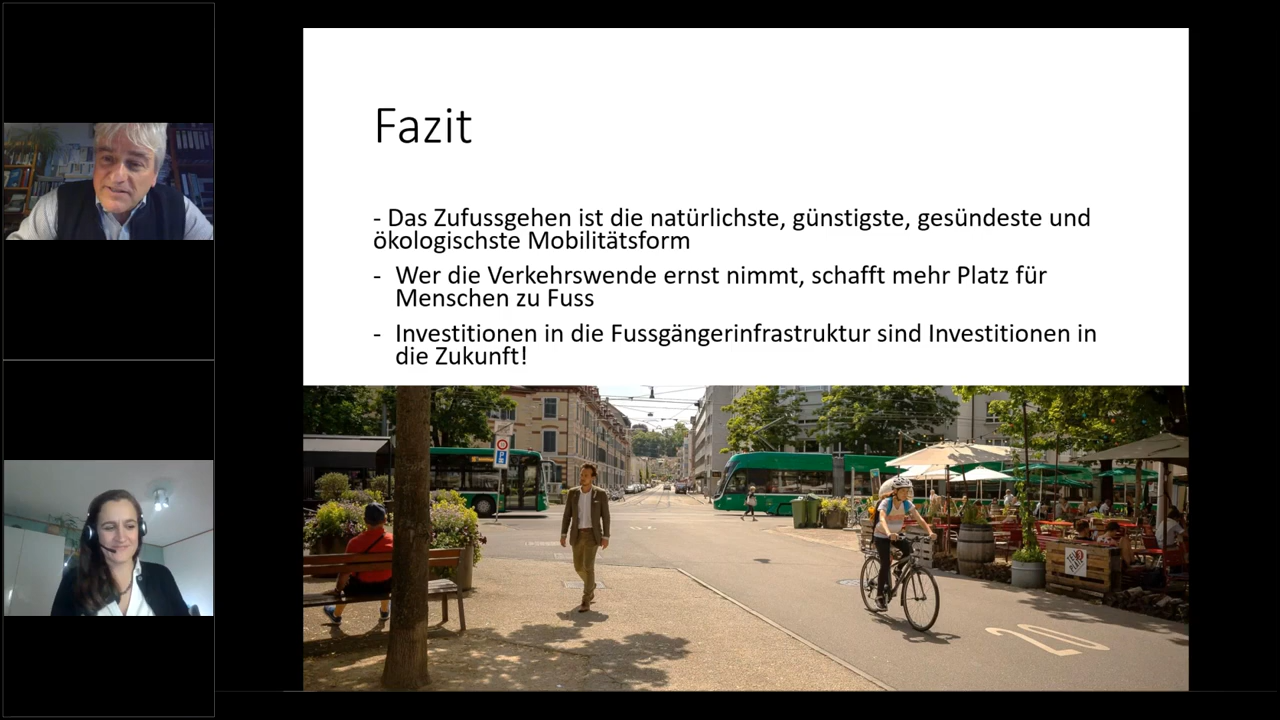 Fazit
- Das Zufussgehen ist die natürlichste, günstigste, gesündeste und
ökologischste Mobilitätsform
- Wer die Verkehrswende ernst nimmt, schafft mehr Platz für
Menschen zu Fuss
- Investitionen in die Fussgängerinfrastruktur sind Investitionen in
die Zukunft!
P
20